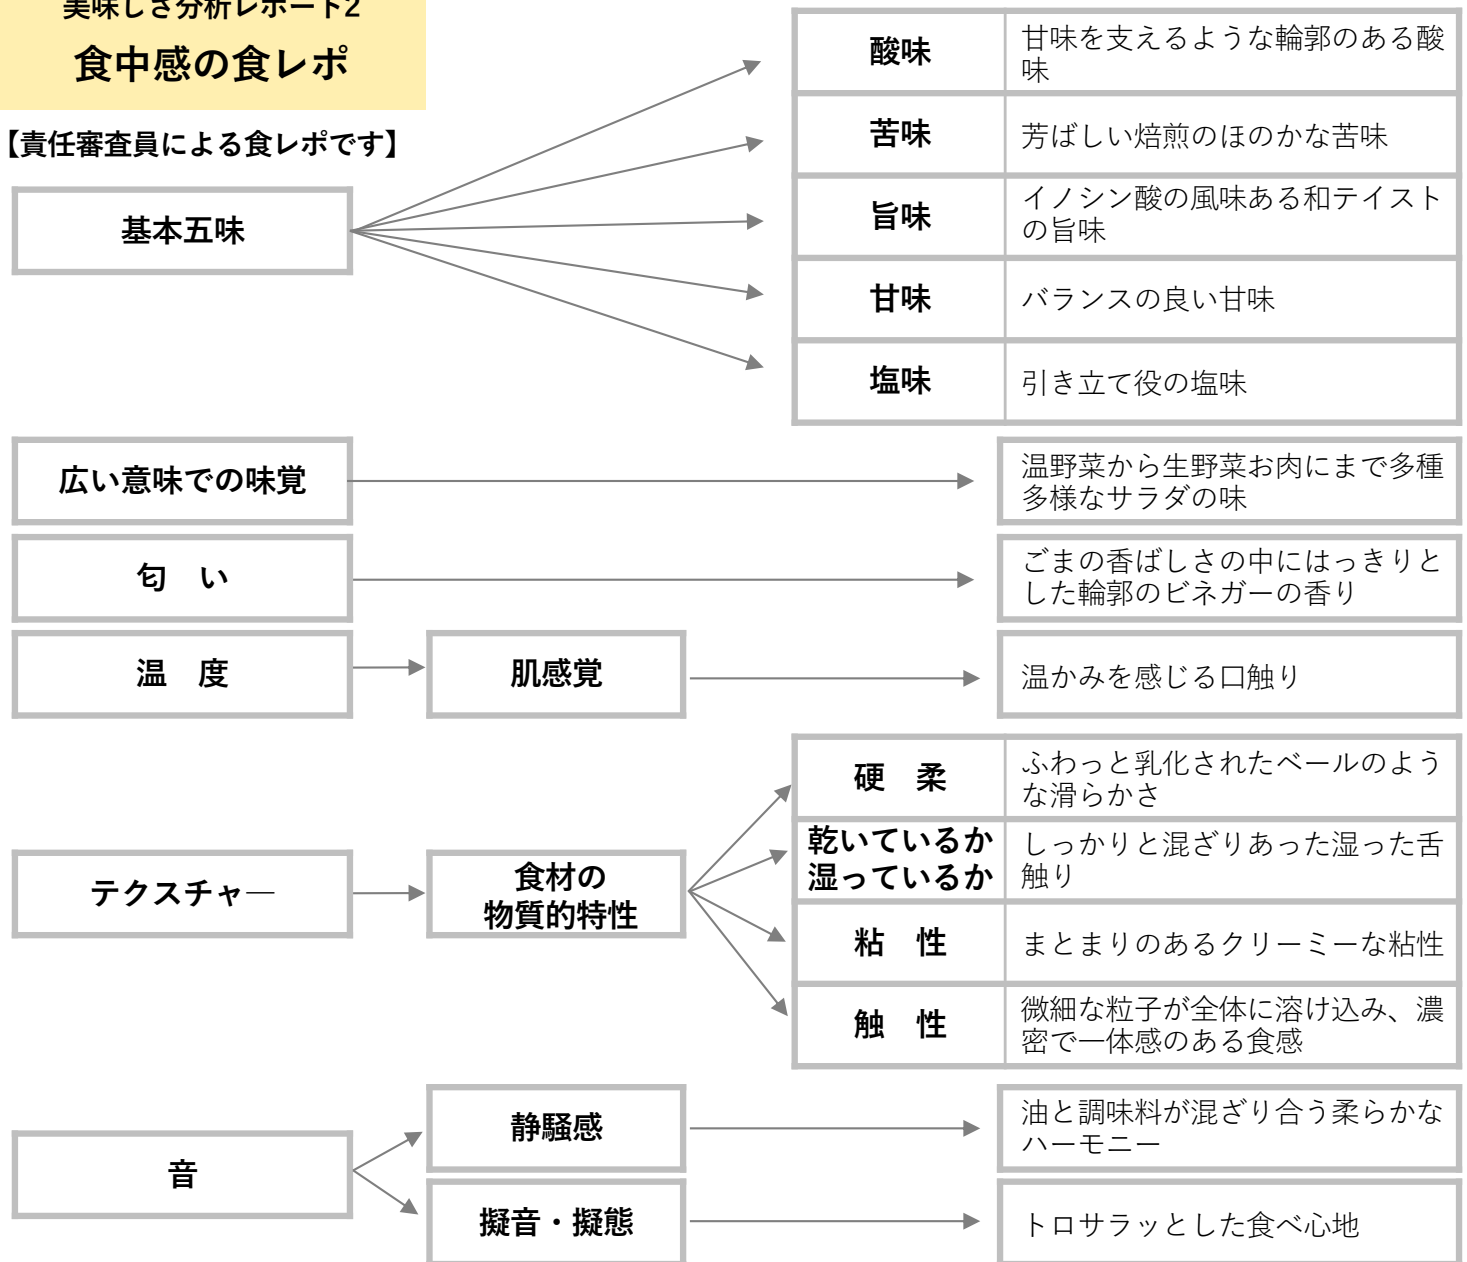 美味しさ分析レポート2
食中感の食レポ
【責任審査員による食レポです】
基本五味
酸味
甘味を支えるような輪郭のある酸
味
苦味
芳ばしい焙煎のほのかな苦味
旨味
イノシン酸の風味ある和テイスト
の旨味
甘味
バランスの良い甘味
塩味
引き立て役の塩味
広い意味での味覚
温野菜から生野菜お肉にまで多種
多様なサラダの味
匂　い
ごまの香ばしさの中にはっきりと
した輪郭のビネガーの香り
温　度
肌感覚
温かみを感じる口触り
テクスチャ―
食材の
物質的特性
硬　柔
ふわっと乳化されたベールのよう
な滑らかさ
乾いているか
湿っているか
しっかりと混ざりあった湿った舌
触り
粘　性
まとまりのあるクリーミーな粘性
触　性
微細な粒子が全体に溶け込み、濃
密で一体感のある食感
音
静騒感
油と調味料が混ざり合う柔らかな
ハーモニー
擬音・擬態
トロサラッとした食べ心地